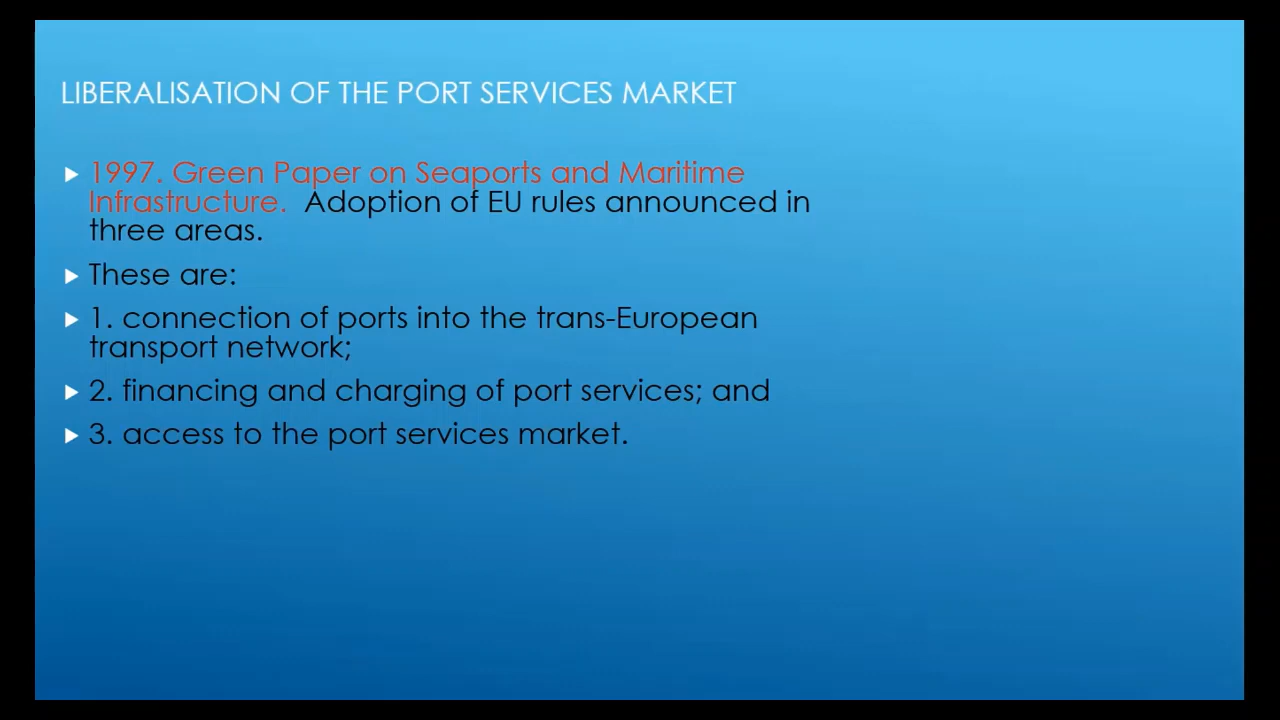 LIBERALISATION OF THE PORT SERVICES MARKET
1997. Green Paper on Seaports and Maritime
Infrastructure. Adoption of EU rules announced in
three areas.
These are:
1. connection of ports into the trans-European
transport network;
2. financing and charging of port services; and
3. access to the port services market.